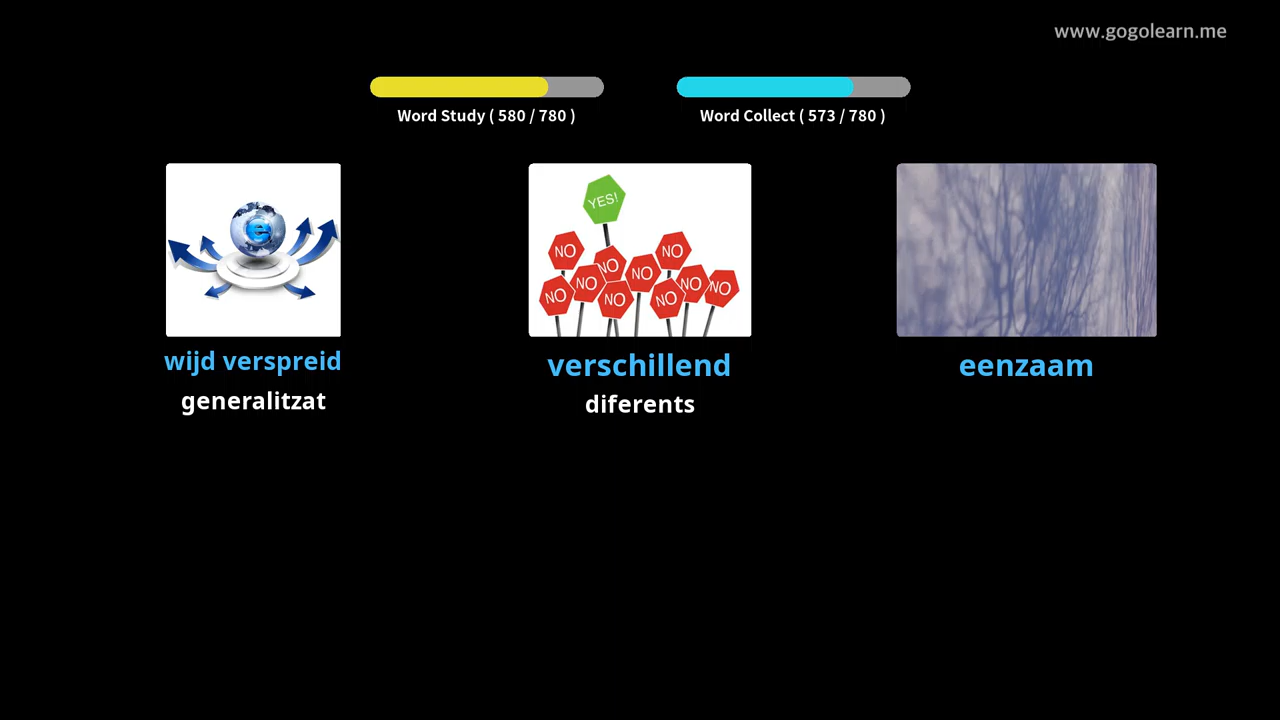 www.gogolearn.me
Word Study ( 580 / 780 )
Word Collect ( 573 / 780 )
e
YES!
NO
NO
NO
NO
NO
NO
NO
NO
NO
NO
wijd verspreid
verschillend
eenzaam
generalitzat
diferents